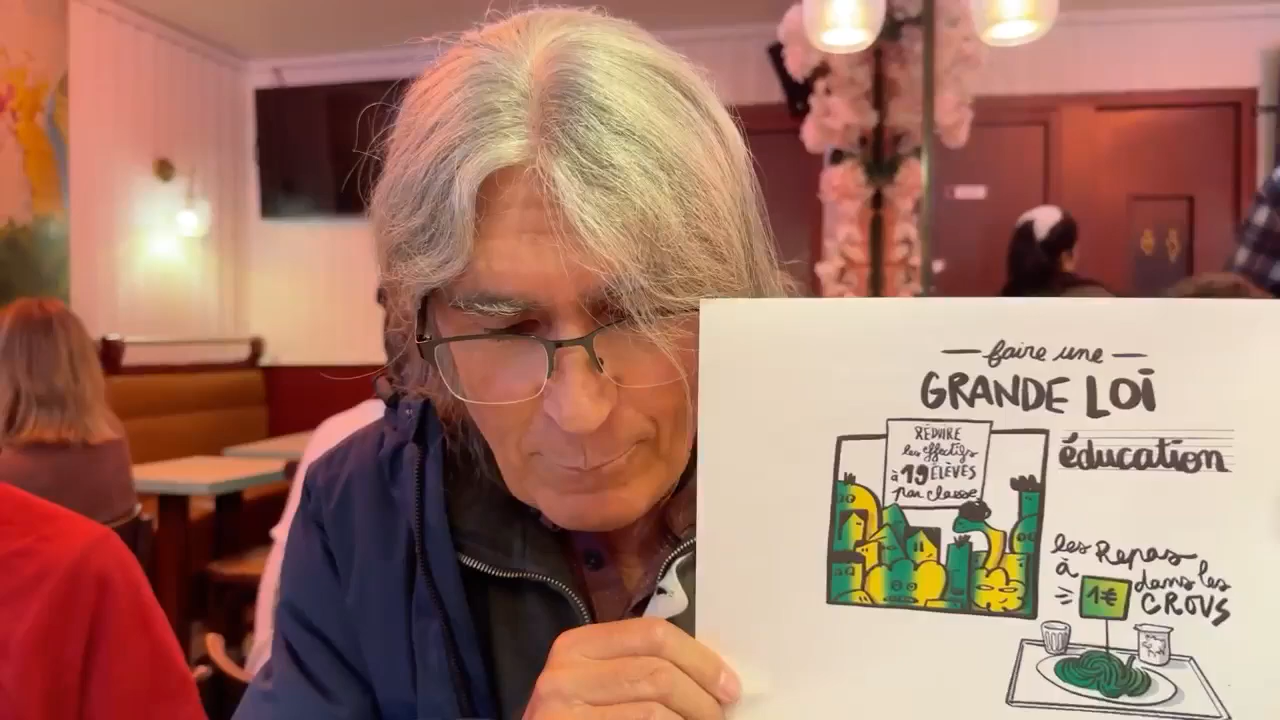 faire une
GRANDE LOI
éducation
RÉDUIRE
les effectifs
à 19 ÉLÈVES
par classe
les Repas
à dans les
1€ CROUS